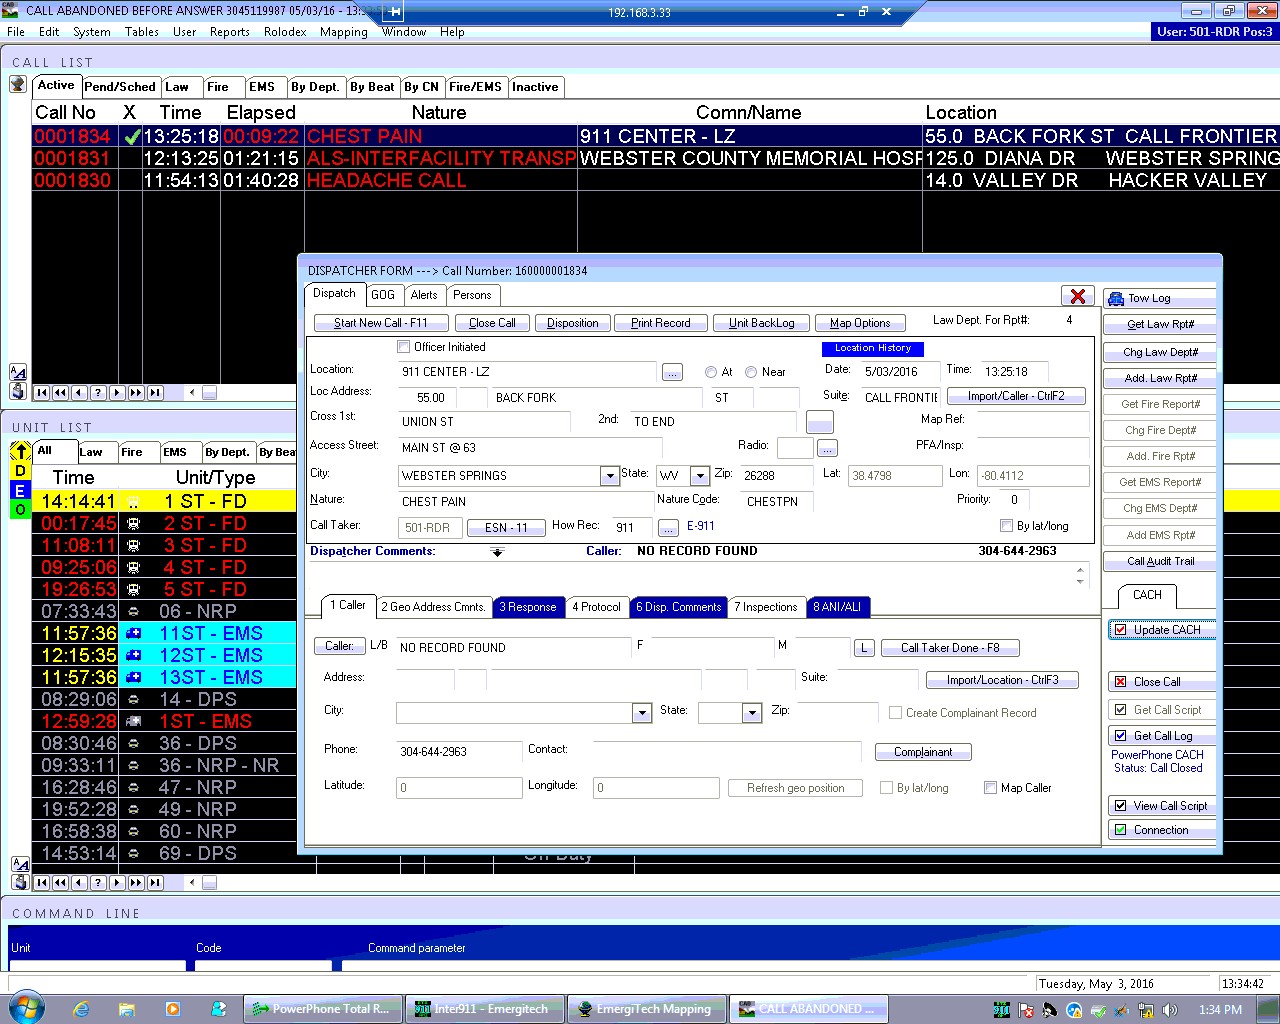 CALL ABANDONED BEFORE ANSWER 3045119987 05/03/16 - 13:33:5
192.168.3.33
File Edit System Tables User Reports Rolodex Mapping Window Help
User: 501-RDR Pos:3
CALL LIST
Active Pend/Sched Law Fire EMS By Dept. By Beat By CN Fire/EMS Inactive
Call No X Time Elapsed Nature Comn/Name Location
0001834 13:25:18 00:09:22 CHEST PAIN 911 CENTER - LZ 55.0 BACK FORK ST CALL FRONTIER
0001831 12:13:25 01:21:15 ALS-INTERFACILITY TRANSP WEBSTER COUNTY MEMORIAL HOSF 125.0 DIANA DR WEBSTER SPRING
0001830 11:54:13 01:40:28 HEADACHE CALL 14.0 VALLEY DR HACKER VALLEY
DISPATCHER FORM ---> Call Number: 160000001834
Dispatch GOG Alerts Persons
Start New Call - F11 Close Call Disposition Print Record Unit BackLog Map Options Law Dept. For Rpt#: 4
Officer Initiated Location History
Location: 911 CENTER - LZ ... At Near Date: 5/03/2016 Time: 13:25:18
Loc Address: 55.00 BACK FORK ST Suite: CALL FRONTIE Import/Caller - CtrlF2
Cross 1st: UNION ST 2nd: TO END Map Ref:
Access Street: MAIN ST @ 63 Radio: ... PFA/Insp:
City: WEBSTER SPRINGS State: WV Zip: 26288 Lat: 38.4798 Lon: -80.4112
Nature: CHEST PAIN Nature Code: CHESTPN Priority: 0
Call Taker: 501-RDR ESN - 11 How Rec: 911 ... E-911 By lat/long
Dispatcher Comments: Caller: NO RECORD FOUND 304-644-2963
1 Caller 2 Geo Address Cmnts. 3 Response 4 Protocol 6 Disp. Comments 7 Inspections 8 ANI/ALI
Caller: L/B NO RECORD FOUND F M L Call Taker Done - F8
Address: Suite: Import/Location - CtrlF3
City: State: Zip: Create Complainant Record
Phone: 304-644-2963 Contact: Complainant
Latitude: 0 Longitude: 0 Refresh geo position By lat/long Map Caller
Tow Log
Get Law Rpt#
Chg Law Dept#
Add. Law Rpt#
Get Fire Report#
Chg Fire Dept#
Add. Fire Rpt#
Get EMS Report#
Chg EMS Dept#
Add EMS Rpt#
Call Audit Trail
CACH
Update CACH
Close Call
Get Call Script
Get Call Log
PowerPhone CACH
Status: Call Closed
View Call Script
Connection
UNIT LIST
All Law Fire EMS By Dept. By Bea
D
E
O
Time Unit/Type
14:14:41 1 ST - FD
00:17:45 2 ST - FD
11:08:11 3 ST - FD
09:25:06 4 ST - FD
19:26:53 5 ST - FD
07:33:43 06 - NRP
11:57:36 11ST - EMS
12:15:35 12ST - EMS
11:57:36 13ST - EMS
08:29:06 14 - DPS
12:59:28 1ST - EMS
08:30:46 36 - DPS
09:33:11 36 - NRP - NR
16:28:46 47 - NRP
19:52:28 49 - NRP
16:58:38 60 - NRP
14:53:14 69 - DPS
Off Duty
COMMAND LINE
Unit Code Command parameter
Tuesday, May 3, 2016 13:34:42
PowerPhone Total R... Inter911 - Emergitech EmergiTech Mapping CALL ABANDONED ... 1:34 PM